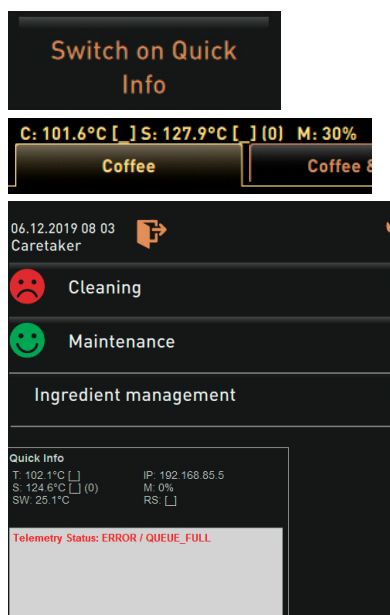 Switch on Quick
Info
C: 101.6°C [_] S: 127.9°C [_] (0) M: 30%
Coffee
Coffee &
06.12.2019 08 03
Caretaker
Cleaning
Maintenance
Ingredient management
Quick Info
T: 102.1°C [_] IP: 192.168.85.5
S: 124.6°C [_] (0) M: 0%
SW: 25.1°C RS: [_]
Telemetry Status: ERROR / QUEUE_FULL